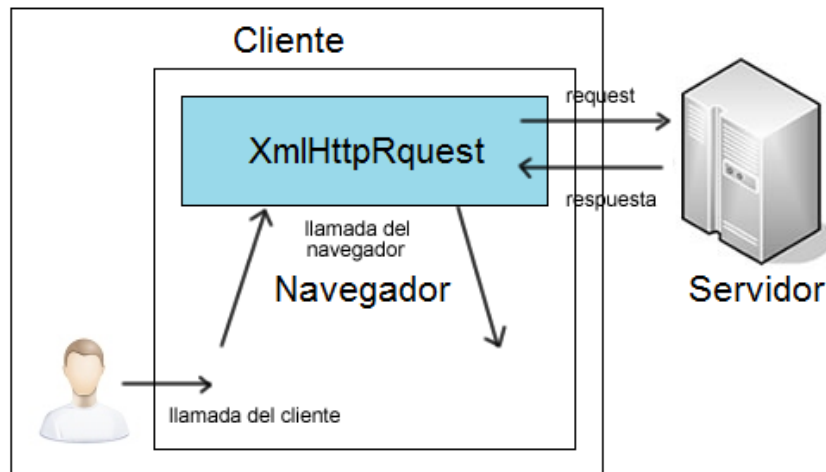 Cliente
request
XmlHttpRquest
respuesta
llamada del
navegador
Navegador
Servidor
llamada del cliente